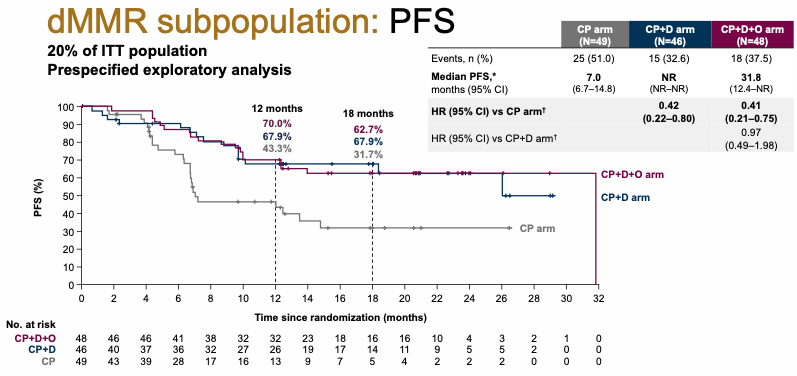 dMMR subpopulation: PFS
20% of ITT population
Prespecified exploratory analysis
CP arm (N=49) CP+D arm (N=46) CP+D+O arm (N=48)
Events, n (%) 25 (51.0) 15 (32.6) 18 (37.5)
Median PFS,* months (95% CI) 7.0 (6.7–14.8) NR (NR–NR) 31.8 (12.4–NR)
HR (95% CI) vs CP arm† 0.42 (0.22–0.80) 0.41 (0.21–0.75)
HR (95% CI) vs CP+D arm† 0.97 (0.49–1.98)
12 months
70.0%
67.9%
43.3%
18 months
62.7%
67.9%
31.7%
PFS (%)
100
90
80
70
60
50
40
30
20
10
0
CP+D+O arm
CP+D arm
CP arm
0 2 4 6 8 10 12 14 16 18 20 22 24 26 28 30 32
Time since randomization (months)
No. at risk
CP+D+O 48 46 46 41 38 32 32 23 18 16 16 10 4 3 2 1 0
CP+D 46 40 37 36 32 27 26 19 17 14 11 9 5 5 2 0 0
CP 49 43 39 28 17 16 13 9 7 5 4 2 2 2 0 0 0